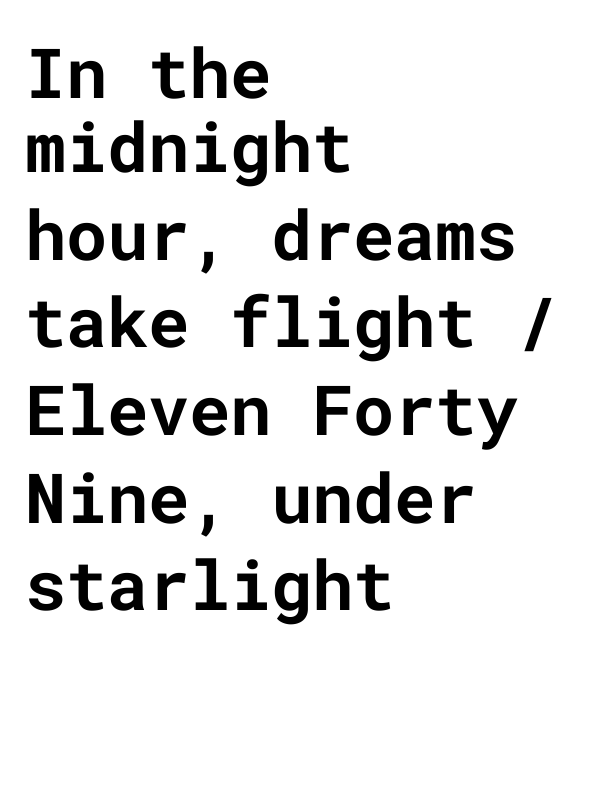 In the
midnight
hour, dreams
take flight /
Eleven Forty
Nine, under
starlight